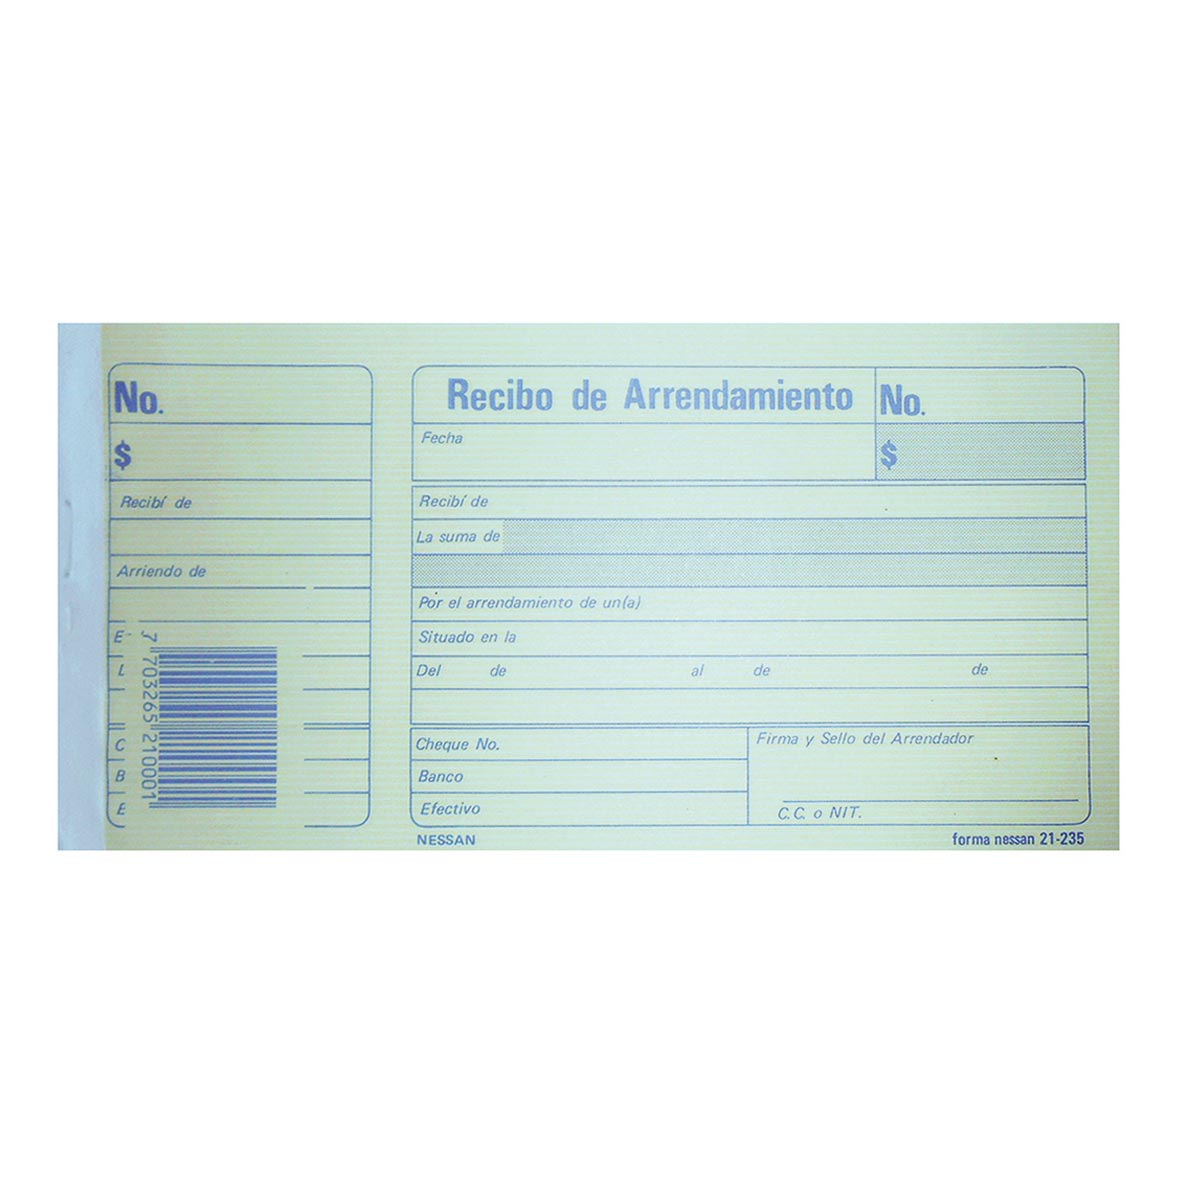 No.
$
Recibí de
Arriendo de
E
L
C
B
E
7 703265 210001
Recibo de Arrendamiento
No.
Fecha
$
Recibí de
La suma de
Por el arrendamiento de un(a)
Situado en la
Del de al de de
Cheque No.
Firma y Sello del Arrendador
Banco
Efectivo
C.C. o NIT.
NESSAN
forma nessan 21-235